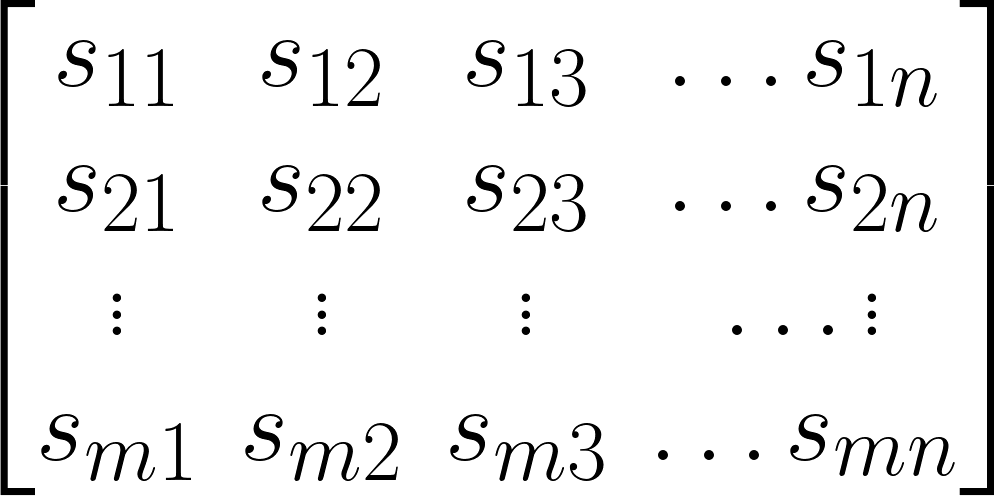 s₁₁ s₁₂ s₁₃ …s₁ₙ
s₂₁ s₂₂ s₂₃ …s₂ₙ
⋮ ⋮ ⋮ …⋮
sₘ₁ sₘ₂ sₘ₃ …sₘₙ